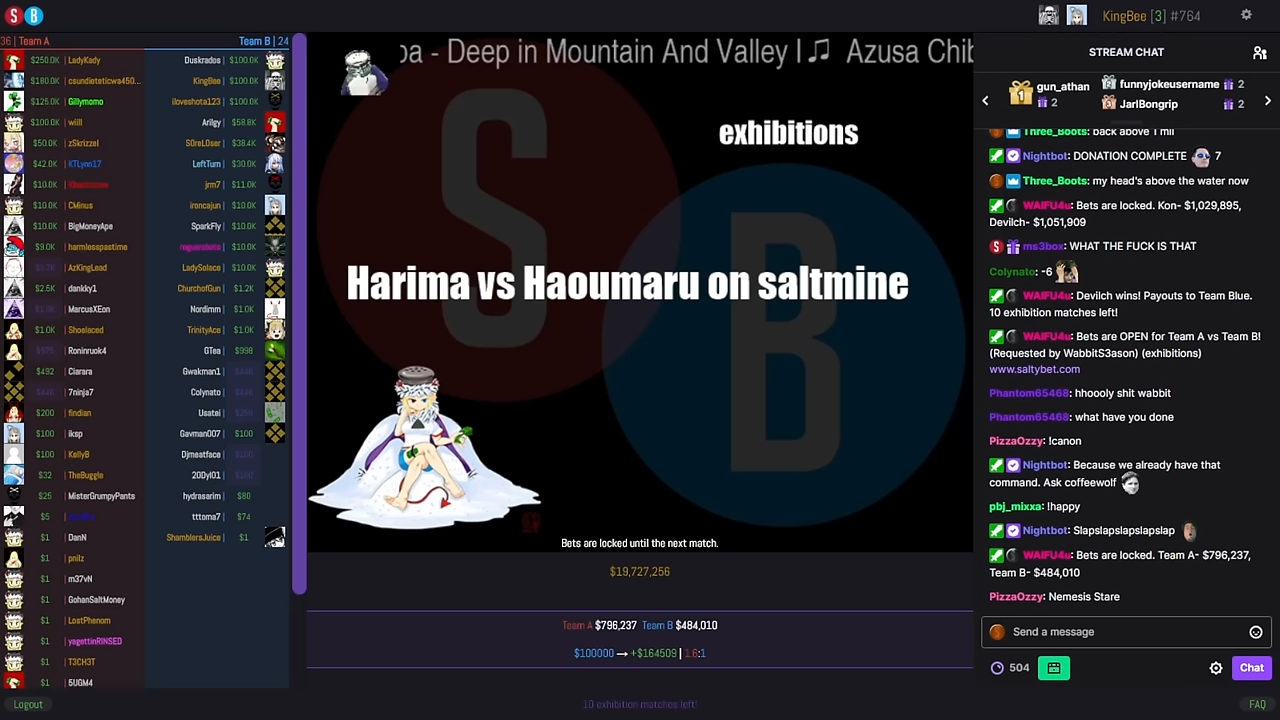 S B
KingBee [3] #764
36 | Team A
Team B | 24
$250.0K | LadyKady
$180.0K | csundieteticwa450...
$125.0K | Gillymomo
$100.0K | wiilll
$50.0K | zSkrizzel
$42.0K | KTLynn17
$10.0K
$10.0K | CMinus
$10.0K | BigMoneyApe
$9.0K | harmlesspastime
| AzKingLead
$2.5K | dankky1
| MarcusXEon
$1.0K | Shoelaced
| Roninruok4
$492 | Ciarara
| 7ninja7
$200 | findian
$100 | iksp
$100 | KellyB
$32 | TheBuggle
$25 | MisterGrumpyPants
$5
$1 | DanN
$1 | pnilz
$1 | m37vN
$1 | GohanSaltMoney
$1 | LostPhenom
$1 | yagettinRINSED
$1 | T3CH3T
$1 | 5UGM4
Duskrados | $100.0K
KingBee | $100.0K
iloveshota123 | $100.0K
Arilgy | $58.8K
S0reL0ser | $38.4K
LeftTurn | $30.0K
jrm7 | $11.0K
ironcajun | $10.0K
SparkFly | $10.0K
| $10.0K
LadySolace | $10.0K
ChurchofGun | $1.2K
Nordimm | $1.0K
TrinityAce | $1.0K
GTea | $998
Gwakman1 |
Colynato |
Usatei |
Gavman007 | $100
Djmeatface |
20Dyl01 |
hydrasarim | $80
tttoma7 | $74
ShamblersJuice | $1
oa - Deep in Mountain And Valley I♫ Azusa Chib
exhibitions
S B
Harima vs Haoumaru on saltmine
Bets are locked until the next match.
$19,727,256
Team A $796,237 Team B $484,010
$100000 → +$164509 | 1.6:1
STREAM CHAT
1 gun_athan 2
2 funnyjokeusername 2
3 JarlBongrip 2
Three_Boots: back above 1 mil
Nightbot: DONATION COMPLETE 7
Three_Boots: my head's above the water now
WAIFU4u: Bets are locked. Kon- $1,029,895,
Devilch- $1,051,909
ms3box: WHAT THE FUCK IS THAT
Colynato: -6
WAIFU4u: Devilch wins! Payouts to Team Blue.
10 exhibition matches left!
WAIFU4u: Bets are OPEN for Team A vs Team B!
(Requested by WabbitS3ason) (exhibitions)
www.saltybet.com
Phantom65468: hhoooly shit wabbit
Phantom65468: what have you done
PizzaOzzy: !canon
Nightbot: Because we already have that
command. Ask coffeewolf
pbj_mixxa: !happy
Nightbot: Slapslapslapslapslap
WAIFU4u: Bets are locked. Team A- $796,237,
Team B- $484,010
PizzaOzzy: Nemesis Stare
Send a message
504
Chat
Logout
10 exhibition matches left!
FAQ